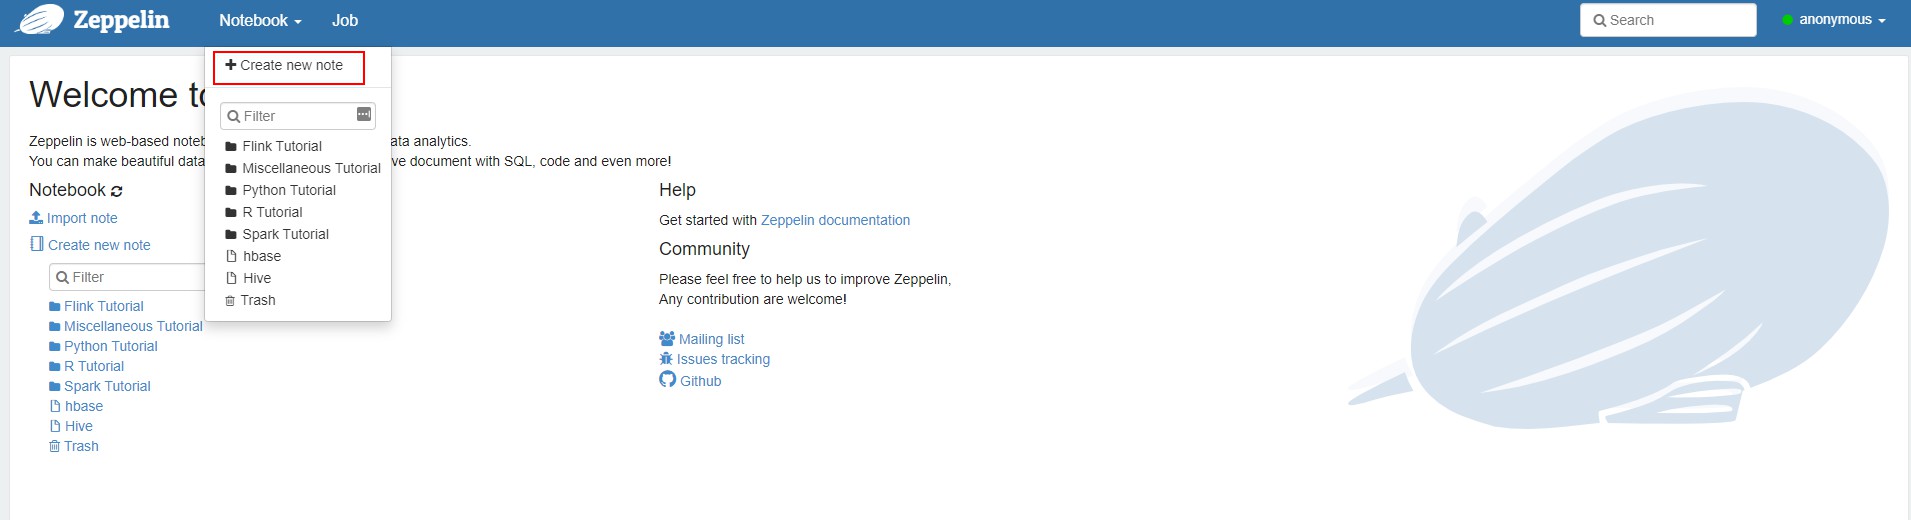 Zeppelin
Notebook
Job
Search
anonymous
Create new note
Filter
Flink Tutorial
Miscellaneous Tutorial
Python Tutorial
R Tutorial
Spark Tutorial
hbase
Hive
Trash
Welcome to
Zeppelin is web-based noteb ata analytics.
You can make beautiful data ve document with SQL, code and even more!
Notebook
Import note
Create new note
Filter
Flink Tutorial
Miscellaneous Tutorial
Python Tutorial
R Tutorial
Spark Tutorial
hbase
Hive
Trash
Help
Get started with Zeppelin documentation
Community
Please feel free to help us to improve Zeppelin,
Any contribution are welcome!
Mailing list
Issues tracking
Github